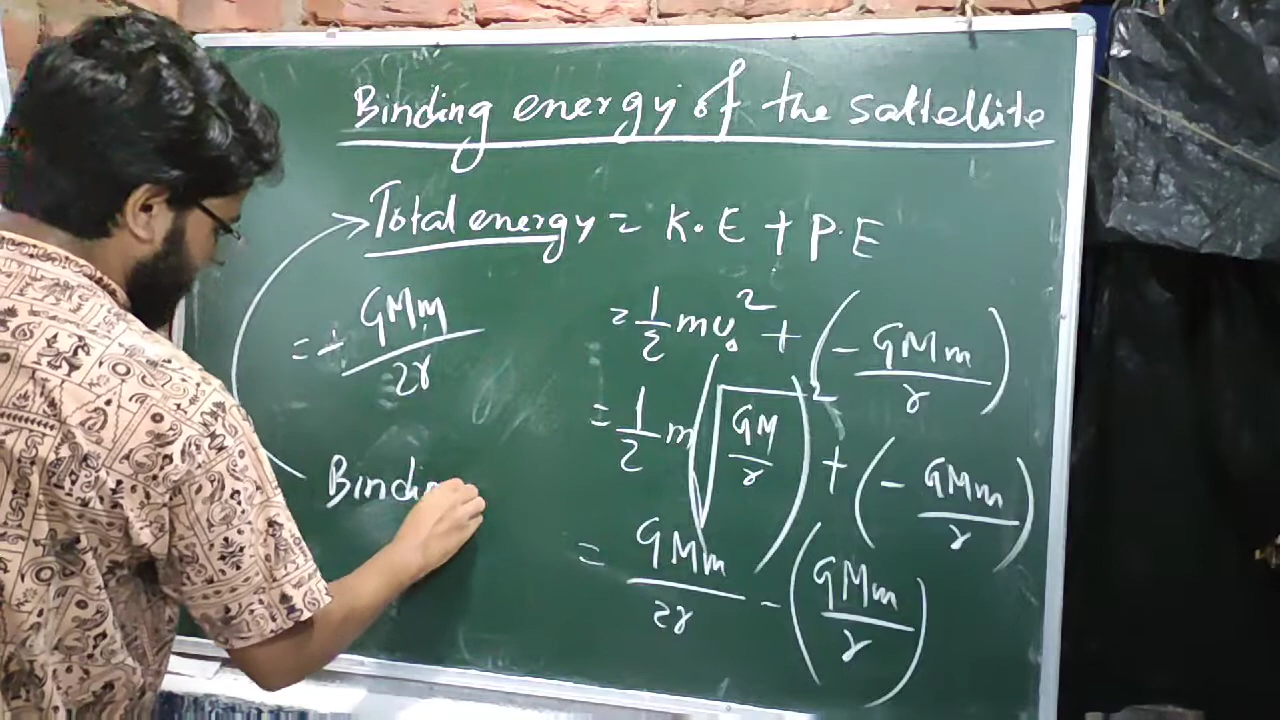 Binding energy of the sattellite
Total energy = K.E + P.E
= 1/2 mv₀² + (- GMm/r)
= 1/2 m(√(GM/r))² + (- GMm/r)
= GMm/2r - (GMm/r)
= - GMm/2r
Bindin